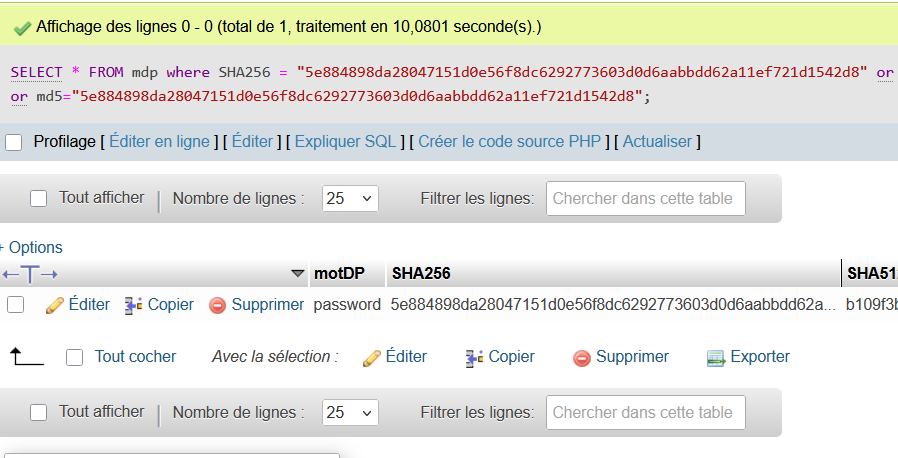 Affichage des lignes 0 - 0 (total de 1, traitement en 10,0801 seconde(s).)
SELECT * FROM mdp where SHA256 = "5e884898da28047151d0e56f8dc6292773603d0d6aabbdd62a11ef721d1542d8" or
or md5="5e884898da28047151d0e56f8dc6292773603d0d6aabbdd62a11ef721d1542d8";
Profilage [ Éditer en ligne ] [ Éditer ] [ Expliquer SQL ] [ Créer le code source PHP ] [ Actualiser ]
Tout afficher | Nombre de lignes : 25 Filtrer les lignes: Chercher dans cette table
+ Options
←T→ motDP SHA256 SHA51
Éditer Copier Supprimer password 5e884898da28047151d0e56f8dc6292773603d0d6aabbdd62a... b109f3b
Tout cocher Avec la sélection : Éditer Copier Supprimer Exporter
Tout afficher | Nombre de lignes : 25 Filtrer les lignes: Chercher dans cette table